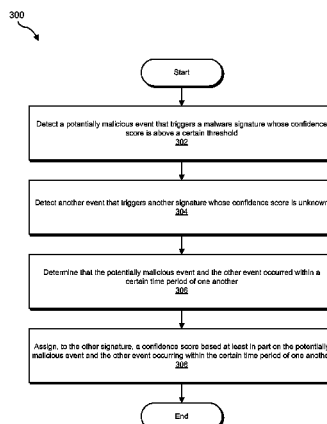 300
Start
Detect a potentially malicious event that triggers a malware signature whose confidence
score is above a certain threshold
302
Detect another event that triggers another signature whose confidence score is unknown
304
Determine that the potentially malicious event and the other event occurred within a
certain time period of one another
306
Assign, to the other signature, a confidence score based at least in part on the potentially
malicious event and the other event occurring within the certain time period of one another
308
End